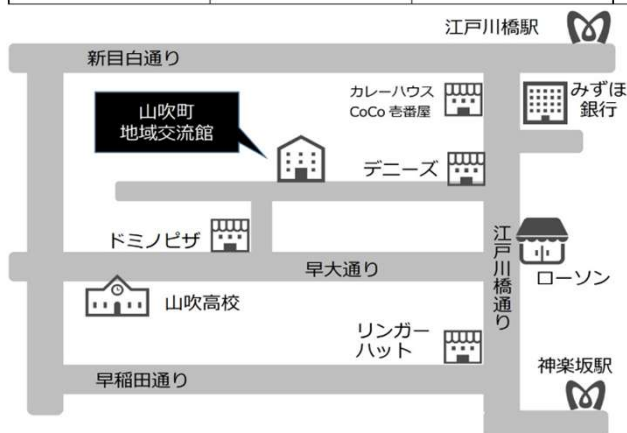 江戸川橋駅
新目白通り
カレーハウス
CoCo 壱番屋
みずほ
銀行
山吹町
地域交流館
デニーズ
ドミノピザ
早大通り
江戸川橋通り
ローソン
山吹高校
リンガー
ハット
神楽坂駅
早稲田通り